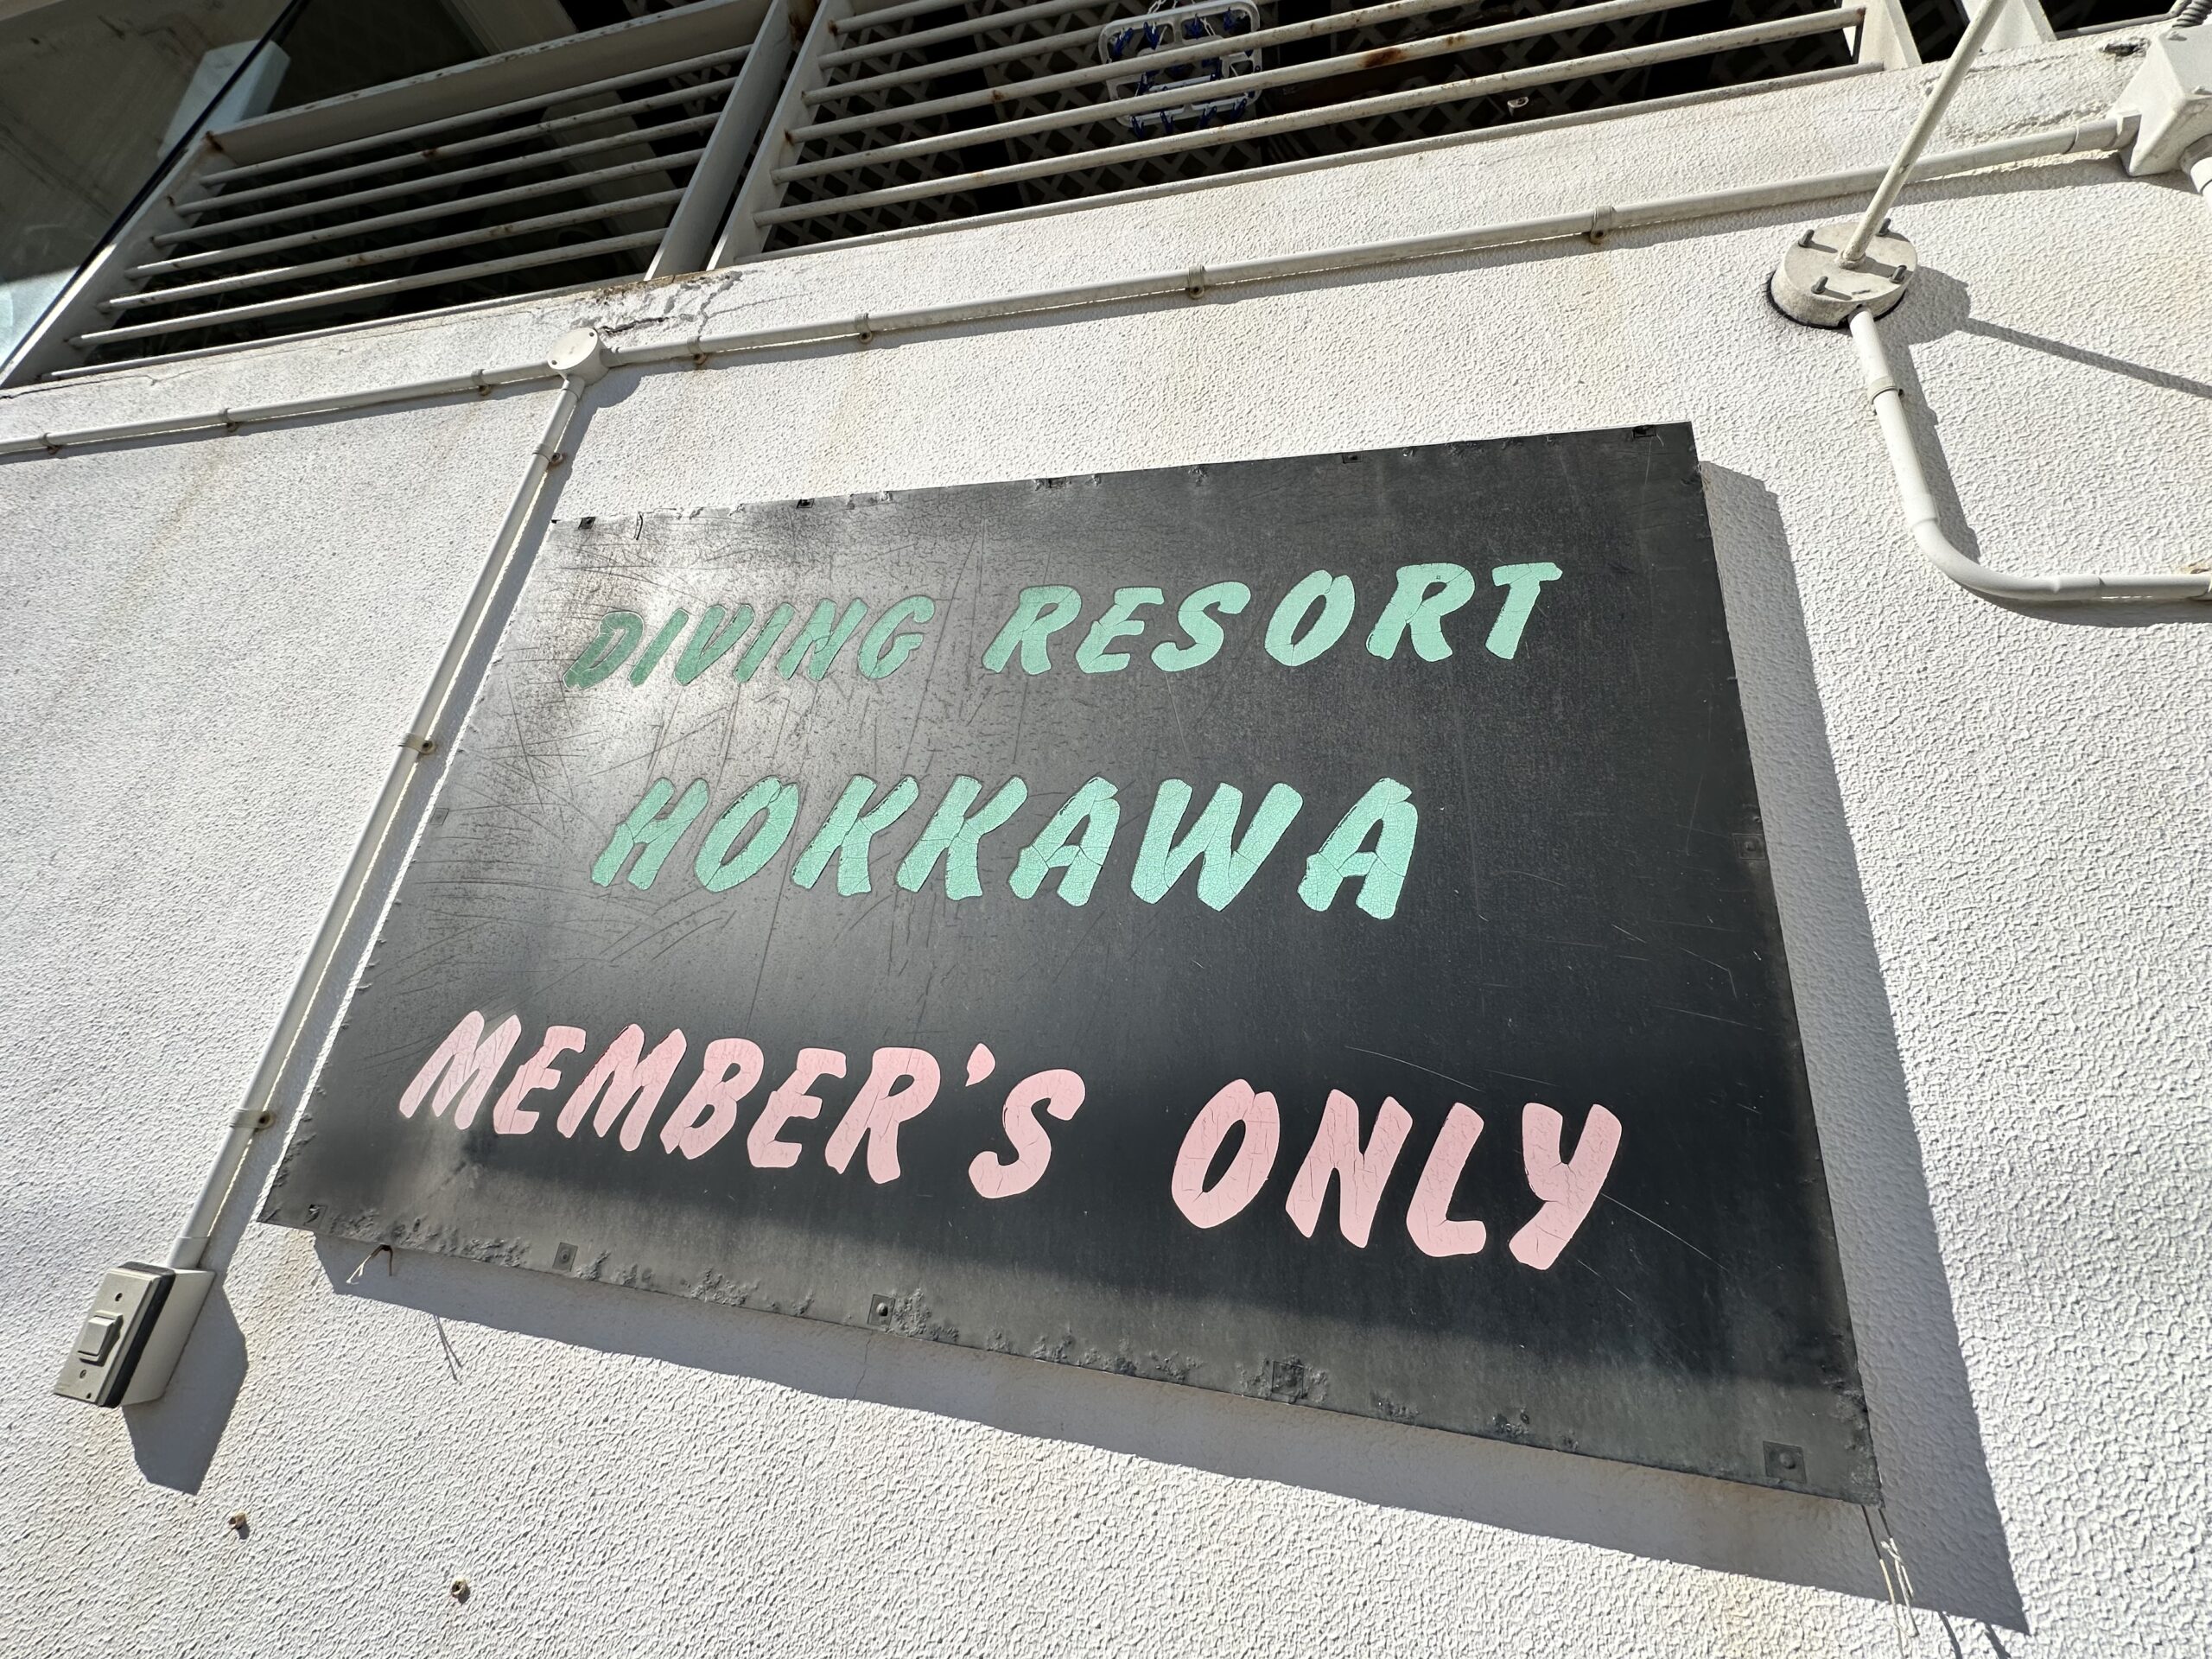 DIVING RESORT
HOKKAWA
MEMBER'S ONLY